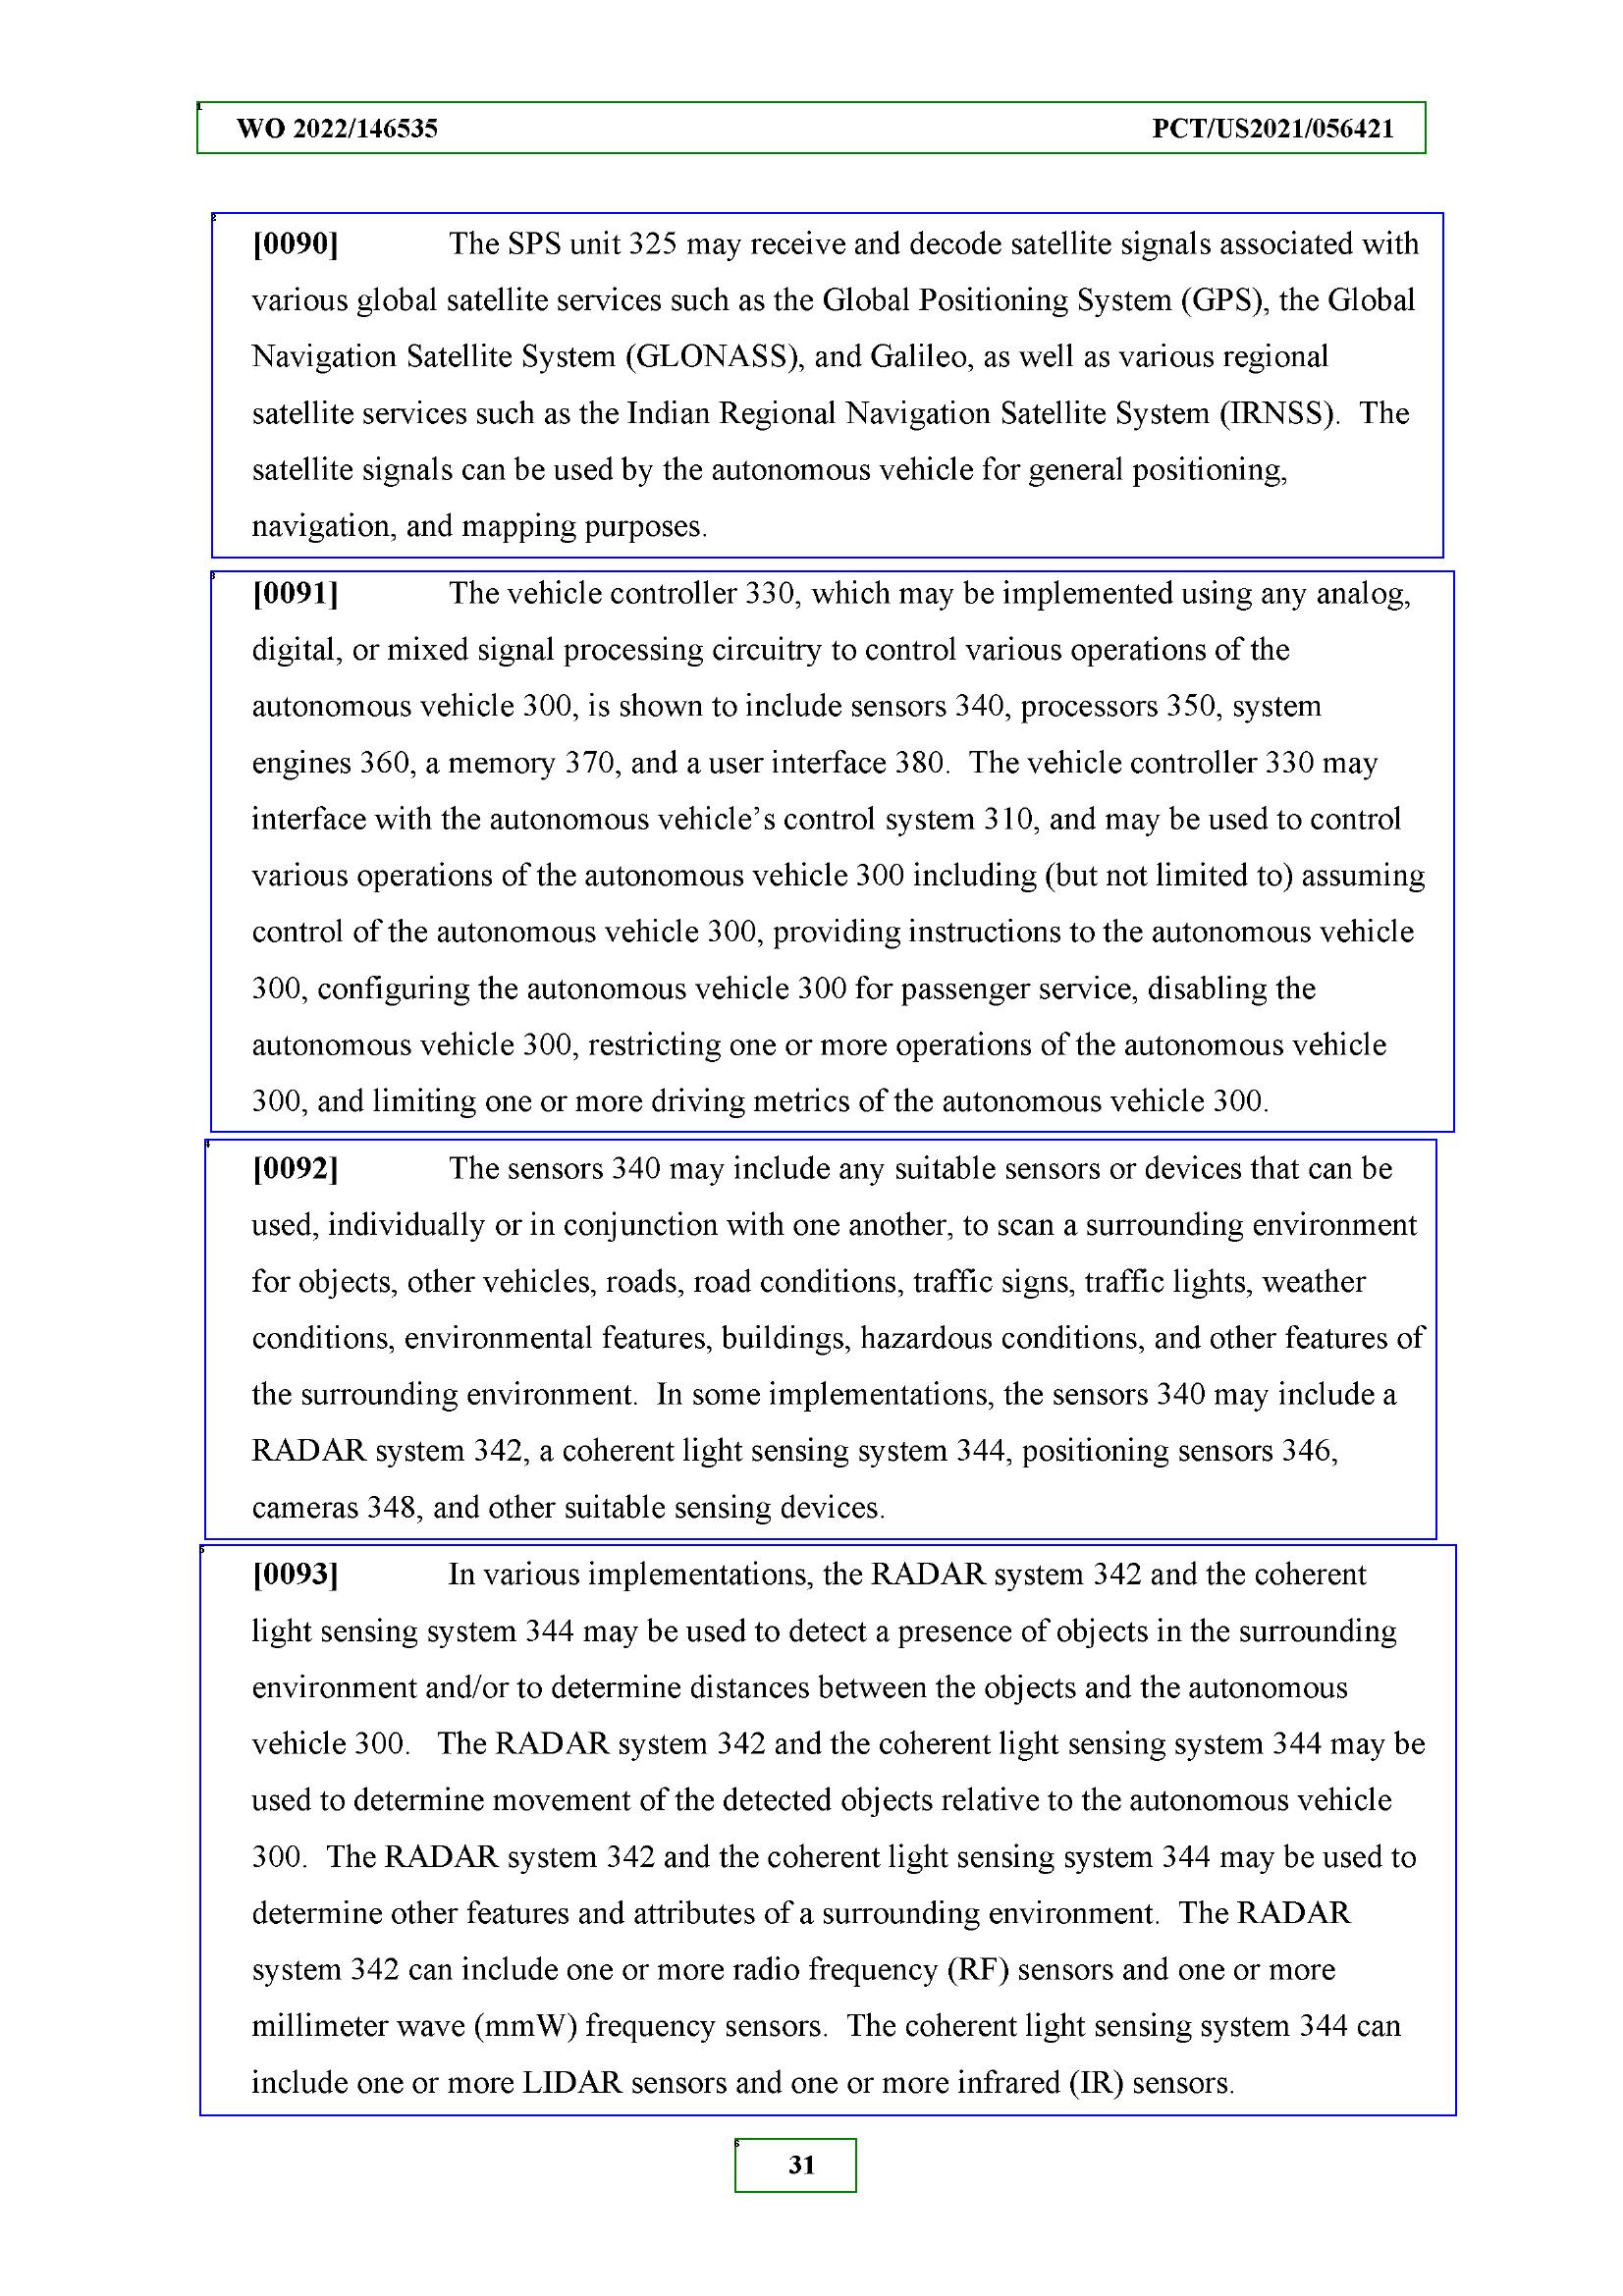 WO 2022/146535 PCT/US2021/056421
[0090] The SPS unit 325 may receive and decode satellite signals associated with
various global satellite services such as the Global Positioning System (GPS), the Global
Navigation Satellite System (GLONASS), and Galileo, as well as various regional
satellite services such as the Indian Regional Navigation Satellite System (IRNSS).  The
satellite signals can be used by the autonomous vehicle for general positioning,
navigation, and mapping purposes.
[0091] The vehicle controller 330, which may be implemented using any analog,
digital, or mixed signal processing circuitry to control various operations of the
autonomous vehicle 300, is shown to include sensors 340, processors 350, system
engines 360, a memory 370, and a user interface 380.  The vehicle controller 330 may
interface with the autonomous vehicle’s control system 310, and may be used to control
various operations of the autonomous vehicle 300 including (but not limited to) assuming
control of the autonomous vehicle 300, providing instructions to the autonomous vehicle
300, configuring the autonomous vehicle 300 for passenger service, disabling the
autonomous vehicle 300, restricting one or more operations of the autonomous vehicle
300, and limiting one or more driving metrics of the autonomous vehicle 300.
[0092] The sensors 340 may include any suitable sensors or devices that can be
used, individually or in conjunction with one another, to scan a surrounding environment
for objects, other vehicles, roads, road conditions, traffic signs, traffic lights, weather
conditions, environmental features, buildings, hazardous conditions, and other features of
the surrounding environment.  In some implementations, the sensors 340 may include a
RADAR system 342, a coherent light sensing system 344, positioning sensors 346,
cameras 348, and other suitable sensing devices.
[0093] In various implementations, the RADAR system 342 and the coherent
light sensing system 344 may be used to detect a presence of objects in the surrounding
environment and/or to determine distances between the objects and the autonomous
vehicle 300.   The RADAR system 342 and the coherent light sensing system 344 may be
used to determine movement of the detected objects relative to the autonomous vehicle
300.  The RADAR system 342 and the coherent light sensing system 344 may be used to
determine other features and attributes of a surrounding environment.  The RADAR
system 342 can include one or more radio frequency (RF) sensors and one or more
millimeter wave (mmW) frequency sensors.  The coherent light sensing system 344 can
include one or more LIDAR sensors and one or more infrared (IR) sensors.
31